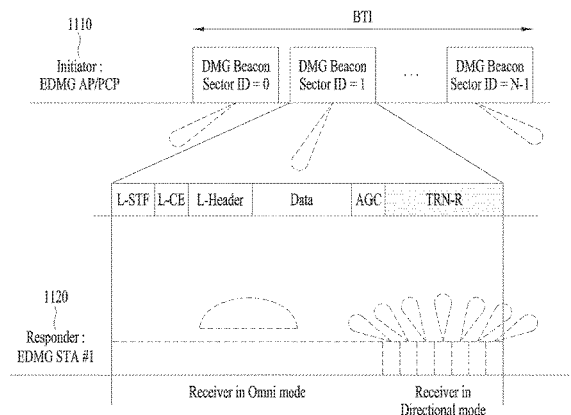 BTI
1110
Initiator :
EDMG AP/PCP
DMG Beacon
Sector ID = 0
DMG Beacon
Sector ID = 1
...
DMG Beacon
Sector ID = N-1
L-STF
L-CE
L-Header
Data
AGC
TRN-R
1120
Responder :
EDMG STA #1
Receiver in Omni mode
Receiver in
Directional mode